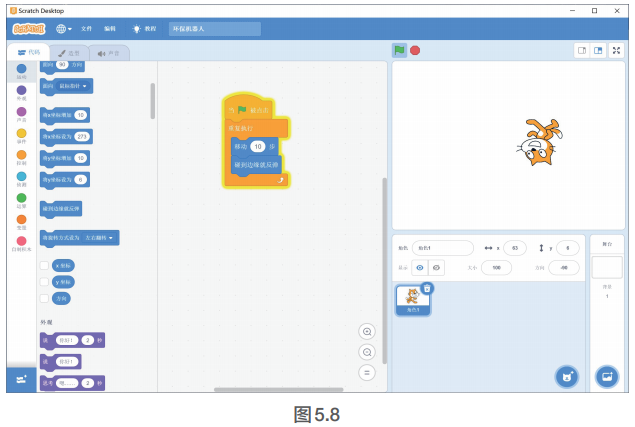 Scratch Desktop
SCRATCH
文件 编辑 教程 环保机器人
代码 造型 声音
运动
外观
声音
事件
控制
侦测
运算
变量
自制积木
面向 90 方向
面向 鼠标指针
将x坐标增加 10
将x坐标设为 273
将y坐标增加 10
将y坐标设为 6
碰到边缘就反弹
将旋转方式设为 左右翻转
x 坐标
y 坐标
方向
外观
说 你好！ 2 秒
说 你好！
思考 嗯…… 2 秒
当 被点击
重复执行
移动 10 步
碰到边缘就反弹
角色 角色1 x 63 y 6
显示 大小 100 方向 -90
角色1
舞台
背景
1
图5.8